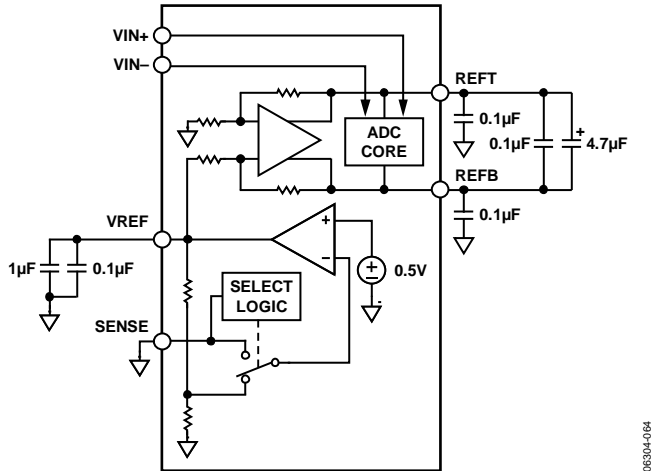 VIN+
VIN–
REFT
ADC
CORE
0.1µF
0.1µF
+
4.7µF
REFB
0.1µF
VREF
+
–
0.5V
+
–
1µF
0.1µF
SELECT
LOGIC
SENSE
06304-064